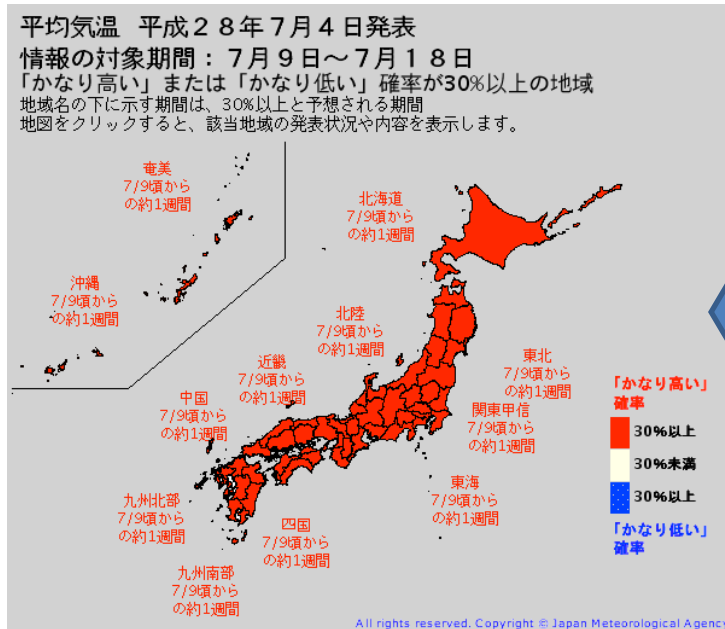 平均気温 平成２８年７月４日発表
情報の対象期間：７月９日～７月１８日
「かなり高い」または「かなり低い」確率が30%以上の地域
地域名の下に示す期間は、30%以上と予想される期間
地図をクリックすると、該当地域の発表状況や内容を表示します。
奄美
7/9頃から
の約1週間
北海道
7/9頃から
の約1週間
沖縄
7/9頃から
の約1週間
北陸
7/9頃から
の約1週間
近畿
7/9頃から
の約1週間
東北
7/9頃から
の約1週間
中国
7/9頃から
の約1週間
関東甲信
7/9頃から
の約1週間
東海
7/9頃から
の約1週間
九州北部
7/9頃から
の約1週間
四国
7/9頃から
の約1週間
九州南部
7/9頃から
の約1週間
「かなり高い」
確率
30%以上
30%未満
30%以上
「かなり低い」
確率
All rights reserved. Copyright © Japan Meteorological Agenc